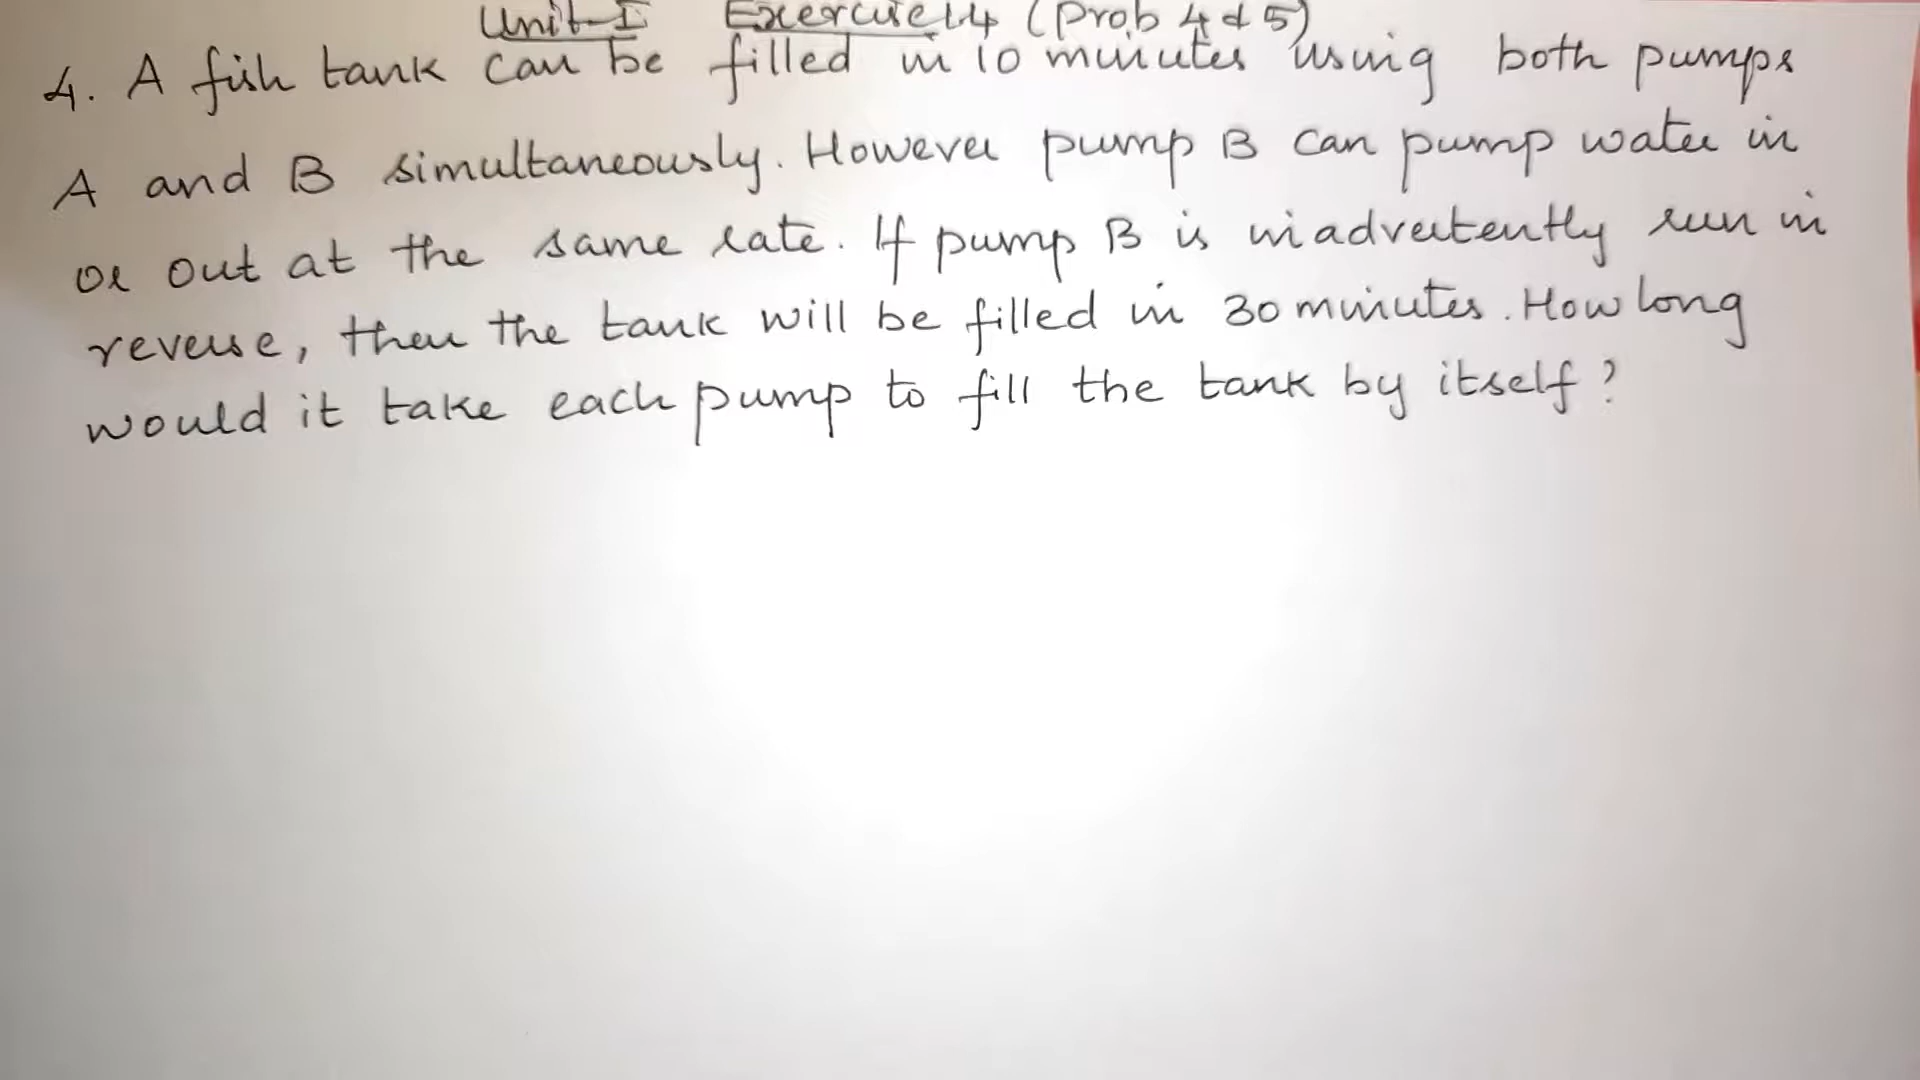 Unit-I Exercise 1.4 (Prob 4 & 5)
4. A fish tank can be filled in 10 minutes using both pumps
A and B simultaneously. However pump B can pump water in
or out at the same rate. If pump B is inadvertently run in
reverse, then the tank will be filled in 30 minutes. How long
would it take each pump to fill the tank by itself?